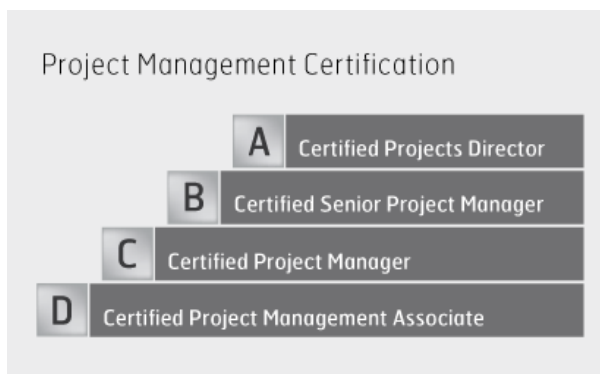 Project Management Certification
A Certified Projects Director
B Certified Senior Project Manager
C Certified Project Manager
D Certified Project Management Associate